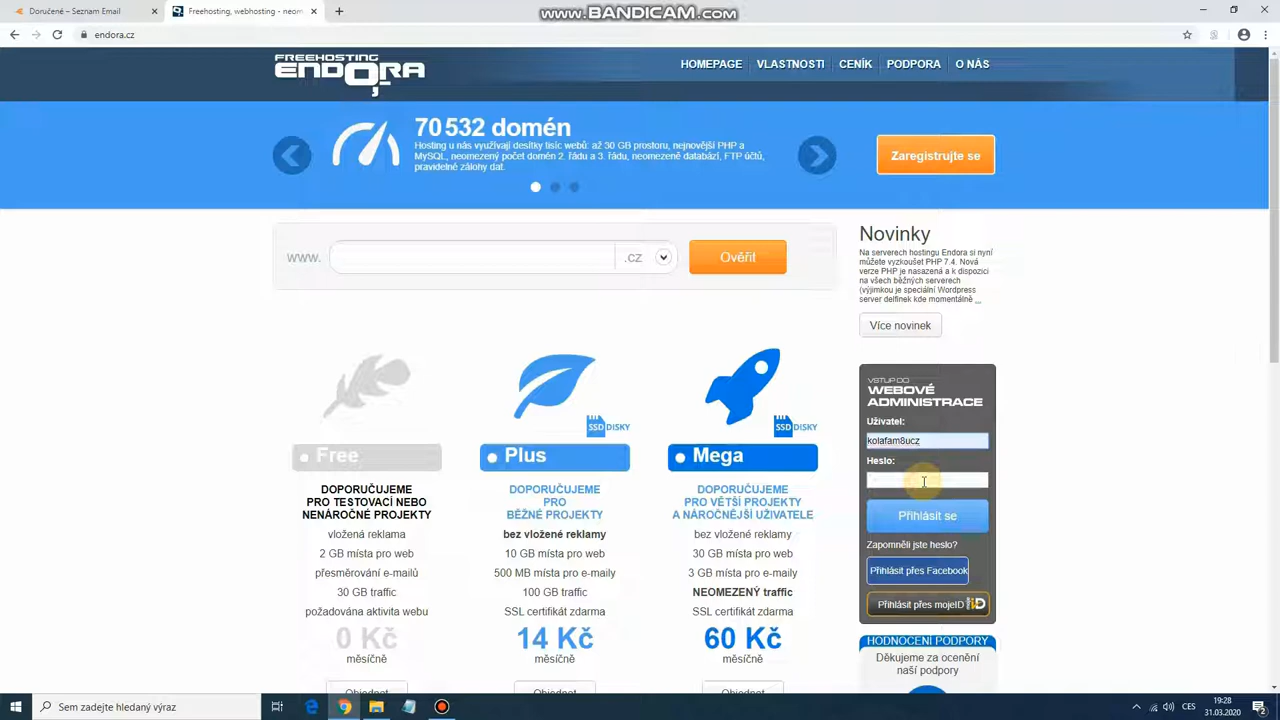 www.BANDICAM.com
Doručené – Seznam Email
Freehosting, webhosting - neom
endora.cz
FREEHOSTING
ENDORA
HOMEPAGE
VLASTNOSTI
CENÍK
PODPORA
O NÁS
70 532 domén
Hosting u nás využívají desítky tisíc webů: až 30 GB prostoru, nejnovější PHP a
MySQL, neomezený počet domén 2. řádu a 3. řádu, neomezeně databází, FTP účtů,
pravidelné zálohy dat.
Zaregistrujte se
www.
.cz
Ověřit
Novinky
Na serverech hostingu Endora si nyní
můžete vyzkoušet PHP 7.4. Nová
verze PHP je nasazená a k dispozici
na všech běžných serverech
(výjimkou je speciální Wordpress
server delfinek kde momentálně ...
Více novinek
SSD DISKY
SSD DISKY
Free
Plus
Mega
DOPORUČUJEME
PRO TESTOVACÍ NEBO
NENÁROČNÉ PROJEKTY
vložená reklama
2 GB místa pro web
přesměrování e-mailů
30 GB traffic
požadována aktivita webu
0 Kč
měsíčně
Objednat
DOPORUČUJEME
PRO
BĚŽNÉ PROJEKTY
bez vložené reklamy
10 GB místa pro web
500 MB místa pro e-maily
100 GB traffic
SSL certifikát zdarma
14 Kč
měsíčně
Objednat
DOPORUČUJEME
PRO VĚTŠÍ PROJEKTY
A NÁROČNĚJŠÍ UŽIVATELE
bez vložené reklamy
30 GB místa pro web
3 GB místa pro e-maily
NEOMEZENÝ traffic
SSL certifikát zdarma
60 Kč
měsíčně
Objednat
VSTUP DO
WEBOVÉ
ADMINISTRACE
Uživatel:
kolafam8ucz
Heslo:
Přihlásit se
Zapomněli jste heslo?
Přihlásit přes Facebook
Přihlásit přes mojeID
HODNOCENÍ PODPORY
Děkujeme za ocenění
naší podpory
Sem zadejte hledaný výraz
CES
19:28
31.03.2020
2